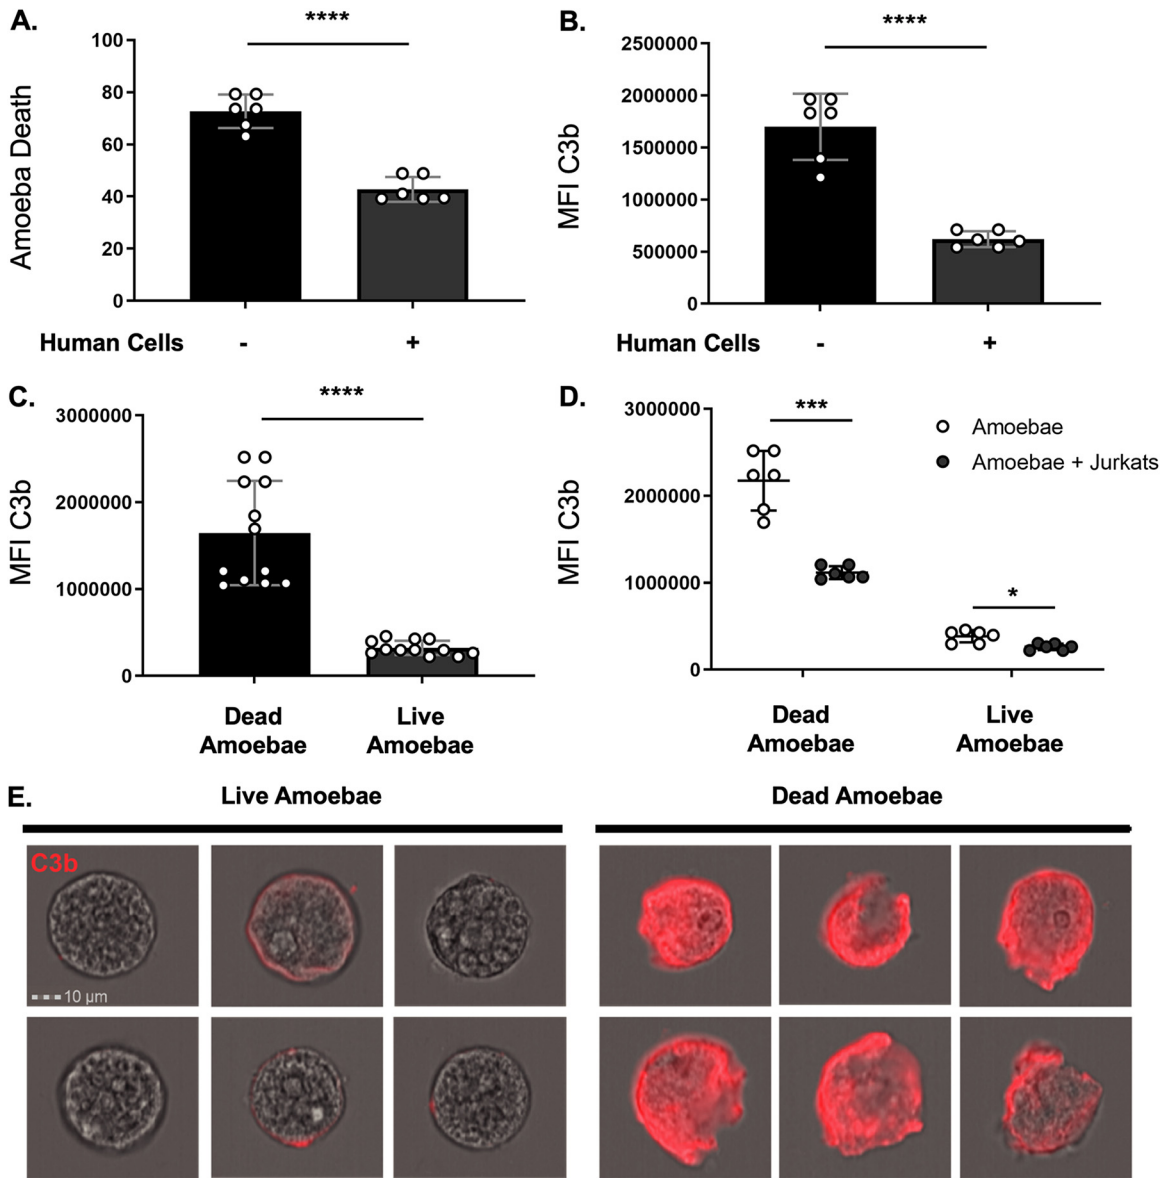 A.
****
Amoeba Death
100
80
60
40
20
0
Human Cells - +
B.
****
MFI C3b
2500000
2000000
1500000
1000000
500000
0
Human Cells - +
C.
****
MFI C3b
3000000
2000000
1000000
0
Dead Live
Amoebae Amoebae
D.
***
*
Amoebae
Amoebae + Jurkats
MFI C3b
3000000
2000000
1000000
0
Dead Live
Amoebae Amoebae
E.
Live Amoebae Dead Amoebae
C3b
10 µm